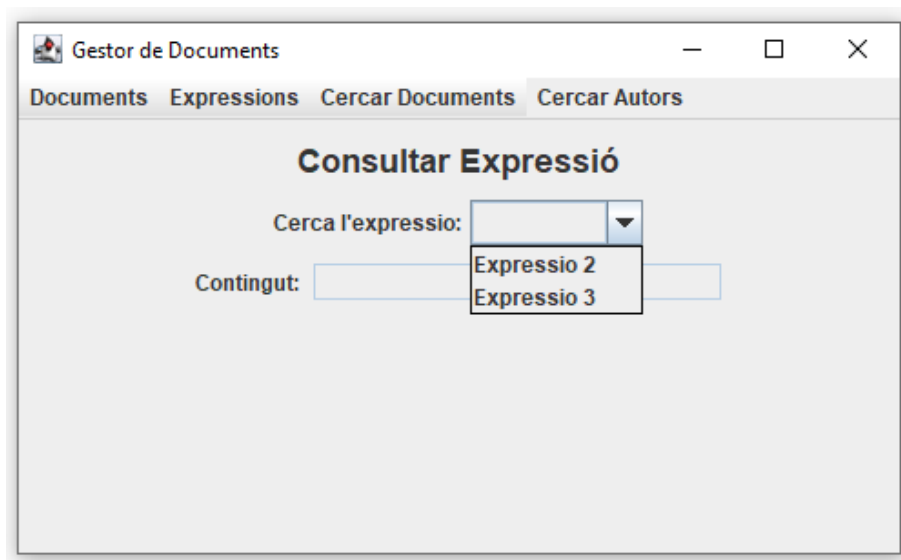 Gestor de Documents
Documents Expressions Cercar Documents Cercar Autors
Consultar Expressió
Cerca l'expressio:
Expressio 2
Contingut:
Expressio 3